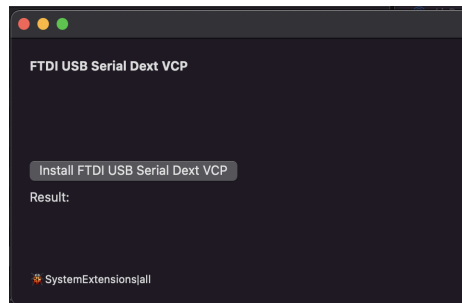 FTDI USB Serial Dext VCP
Install FTDI USB Serial Dext VCP
Result:
SystemExtensions|all